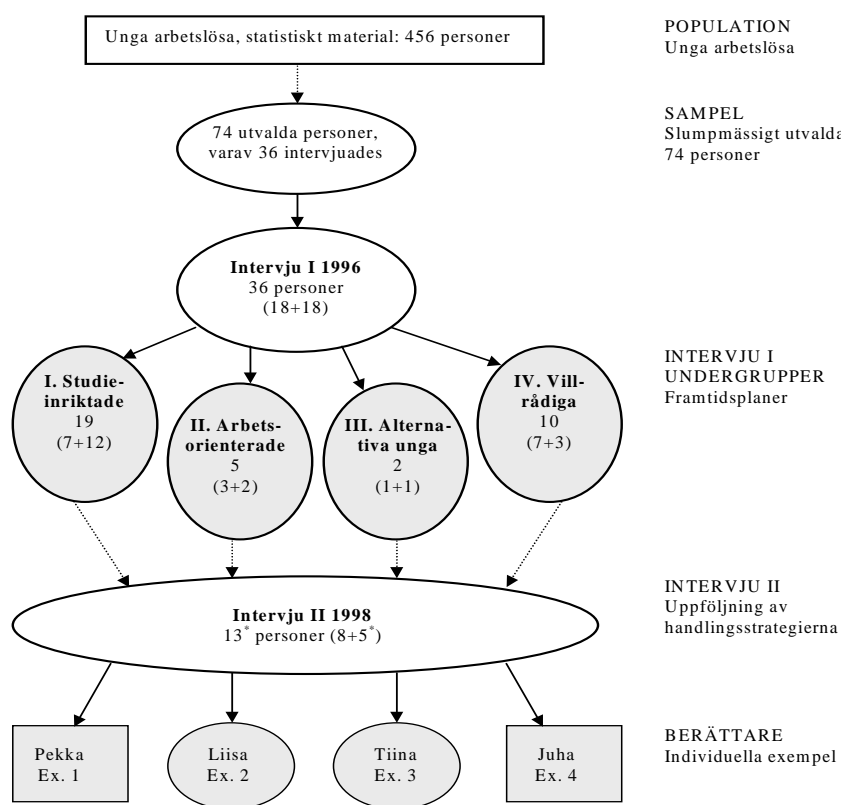 Unga arbetslösa, statistiskt material: 456 personer
POPULATION
Unga arbetslösa
74 utvalda personer,
varav 36 intervjuades
SAMPEL
Slumpmässigt utvalda
74 personer
Intervju I 1996
36 personer
(18+18)
I. Studie-
inriktade
19
(7+12)
II. Arbets-
orienterade
5
(3+2)
III. Alterna-
tiva unga
2
(1+1)
IV. Vill-
rådiga
10
(7+3)
INTERVJU I
UNDERGRUPPER
Framtidsplaner
Intervju II 1998
13* personer (8+5*)
INTERVJU II
Uppföljning av
handlingsstrategierna
Pekka
Ex. 1
Liisa
Ex. 2
Tiina
Ex. 3
Juha
Ex. 4
BERÄTTARE
Individuella exempel